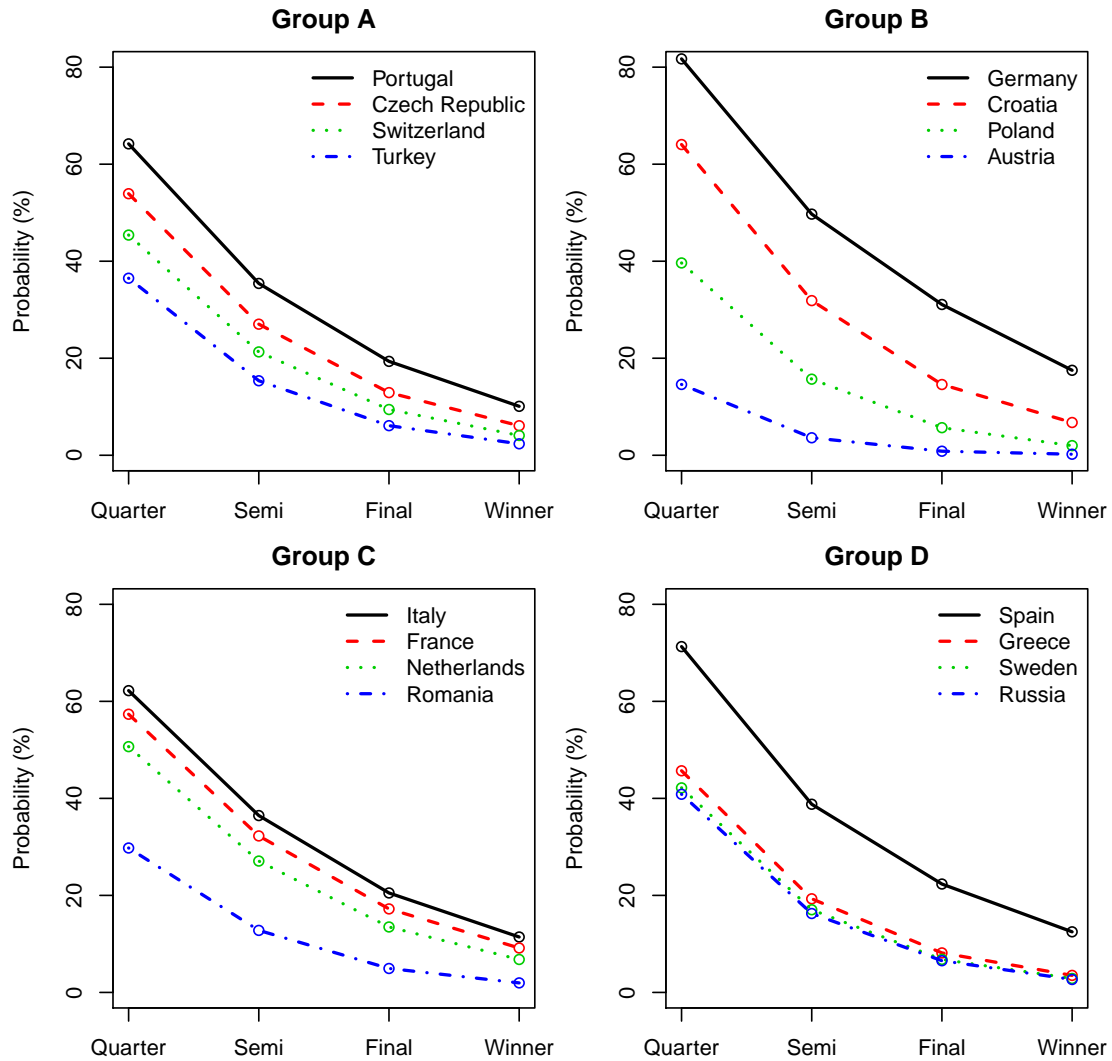 Group A
Portugal
Czech Republic
Switzerland
Turkey
Probability (%)
80
60
40
20
0
Quarter Semi Final Winner
Group B
Germany
Croatia
Poland
Austria
Probability (%)
80
60
40
20
0
Quarter Semi Final Winner
Group C
Italy
France
Netherlands
Romania
Probability (%)
80
60
40
20
0
Quarter Semi Final Winner
Group D
Spain
Greece
Sweden
Russia
Probability (%)
80
60
40
20
0
Quarter Semi Final Winner